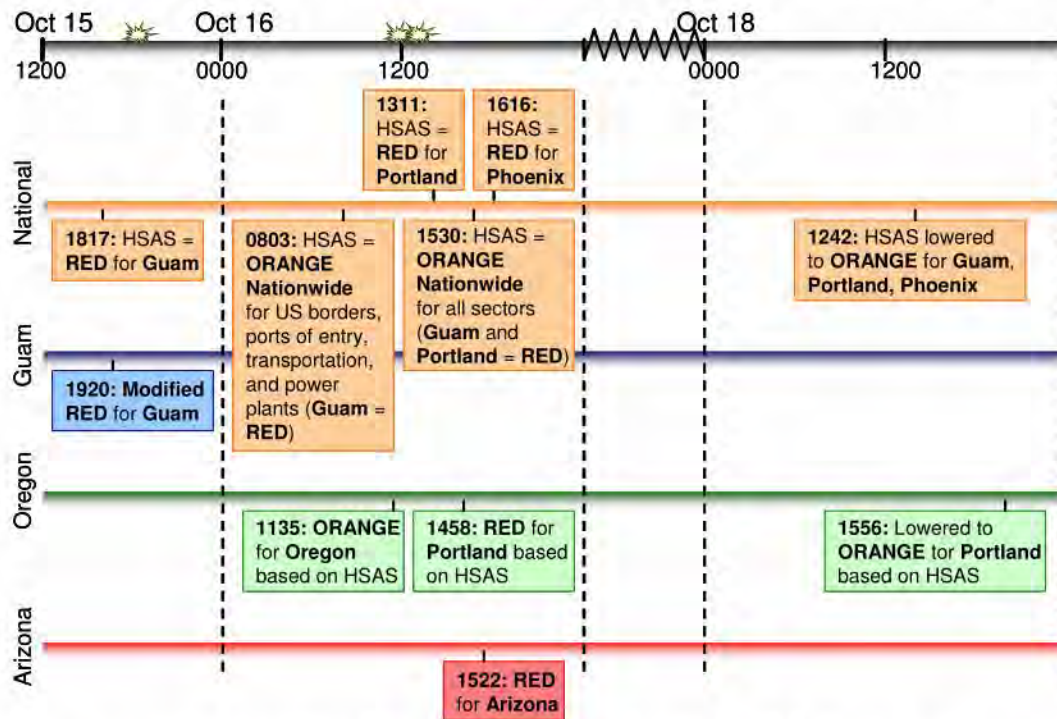 Oct 15
Oct 16
Oct 18
1200
0000
1200
0000
1200
National
1311:
HSAS =
RED for
Portland
1616:
HSAS =
RED for
Phoenix
1817: HSAS =
RED for Guam
0803: HSAS =
ORANGE
Nationwide
for US borders,
ports of entry,
transportation,
and power
plants (Guam =
RED)
1530: HSAS =
ORANGE
Nationwide
for all sectors
(Guam and
Portland = RED)
1242: HSAS lowered
to ORANGE for Guam,
Portland, Phoenix
Guam
1920: Modified
RED for Guam
Oregon
1135: ORANGE
for Oregon
based on HSAS
1458: RED for
Portland based
on HSAS
1556: Lowered to
ORANGE tor Portland
based on HSAS
Arizona
1522: RED
for Arizona